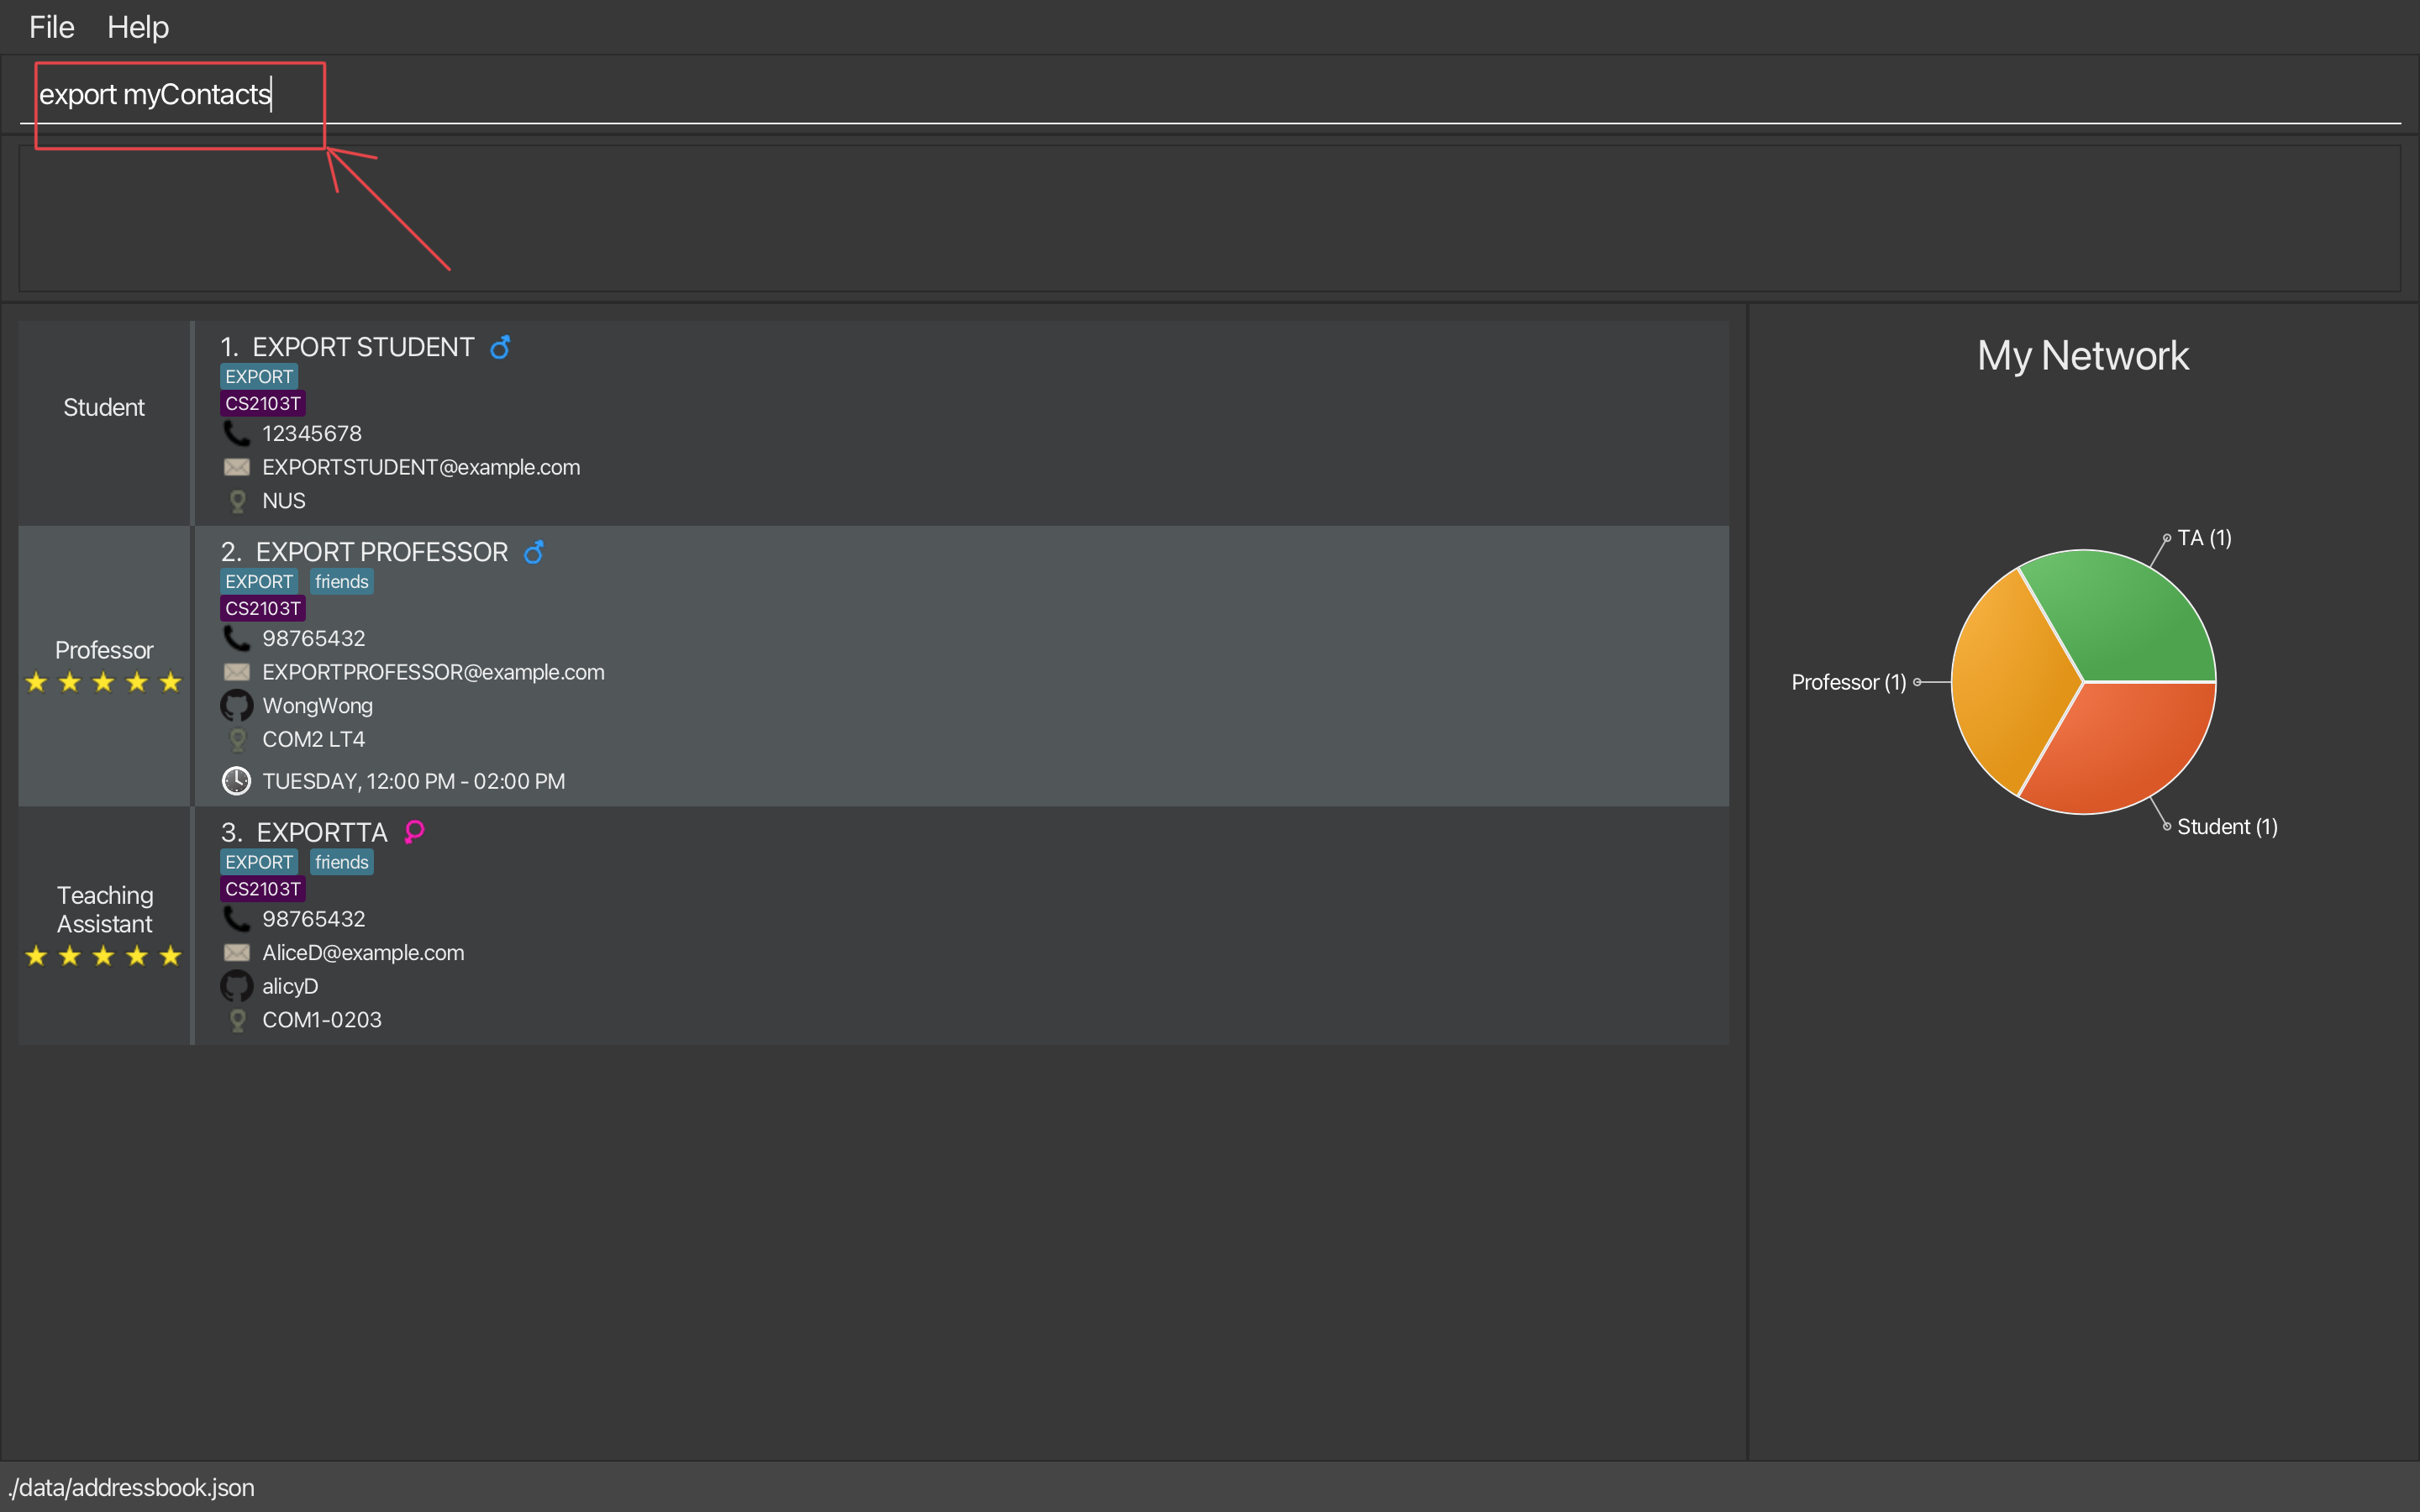 File Help
export myContacts
Student
1. EXPORT STUDENT
EXPORT
CS2103T
12345678
EXPORTSTUDENT@example.com
NUS
Professor
2. EXPORT PROFESSOR
EXPORT friends
CS2103T
98765432
EXPORTPROFESSOR@example.com
WongWong
COM2 LT4
TUESDAY, 12:00 PM - 02:00 PM
Teaching
Assistant
3. EXPORTTA
EXPORT friends
CS2103T
98765432
AliceD@example.com
alicyD
COM1-0203
My Network
TA (1)
Professor (1)
Student (1)
./data/addressbook.json